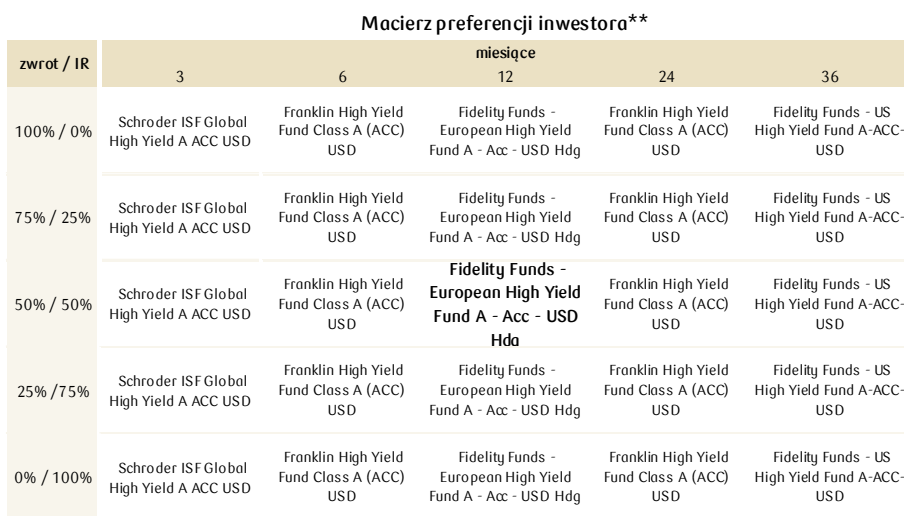 Macierz preferencji inwestora**
zwrot / IR
miesiące
3 6 12 24 36
100% / 0%
Schroder ISF Global
High Yield A ACC USD
Franklin High Yield
Fund Class A (ACC)
USD
Fidelity Funds -
European High Yield
Fund A - Acc - USD Hdg
Franklin High Yield
Fund Class A (ACC)
USD
Fidelity Funds - US
High Yield Fund A-ACC-
USD
75% / 25%
Schroder ISF Global
High Yield A ACC USD
Franklin High Yield
Fund Class A (ACC)
USD
Fidelity Funds -
European High Yield
Fund A - Acc - USD Hdg
Franklin High Yield
Fund Class A (ACC)
USD
Fidelity Funds - US
High Yield Fund A-ACC-
USD
50% / 50%
Schroder ISF Global
High Yield A ACC USD
Franklin High Yield
Fund Class A (ACC)
USD
Fidelity Funds -
European High Yield
Fund A - Acc - USD
Hdg
Franklin High Yield
Fund Class A (ACC)
USD
Fidelity Funds - US
High Yield Fund A-ACC-
USD
25% /75%
Schroder ISF Global
High Yield A ACC USD
Franklin High Yield
Fund Class A (ACC)
USD
Fidelity Funds -
European High Yield
Fund A - Acc - USD Hdg
Franklin High Yield
Fund Class A (ACC)
USD
Fidelity Funds - US
High Yield Fund A-ACC-
USD
0% / 100%
Schroder ISF Global
High Yield A ACC USD
Franklin High Yield
Fund Class A (ACC)
USD
Fidelity Funds -
European High Yield
Fund A - Acc - USD Hdg
Franklin High Yield
Fund Class A (ACC)
USD
Fidelity Funds - US
High Yield Fund A-ACC-
USD